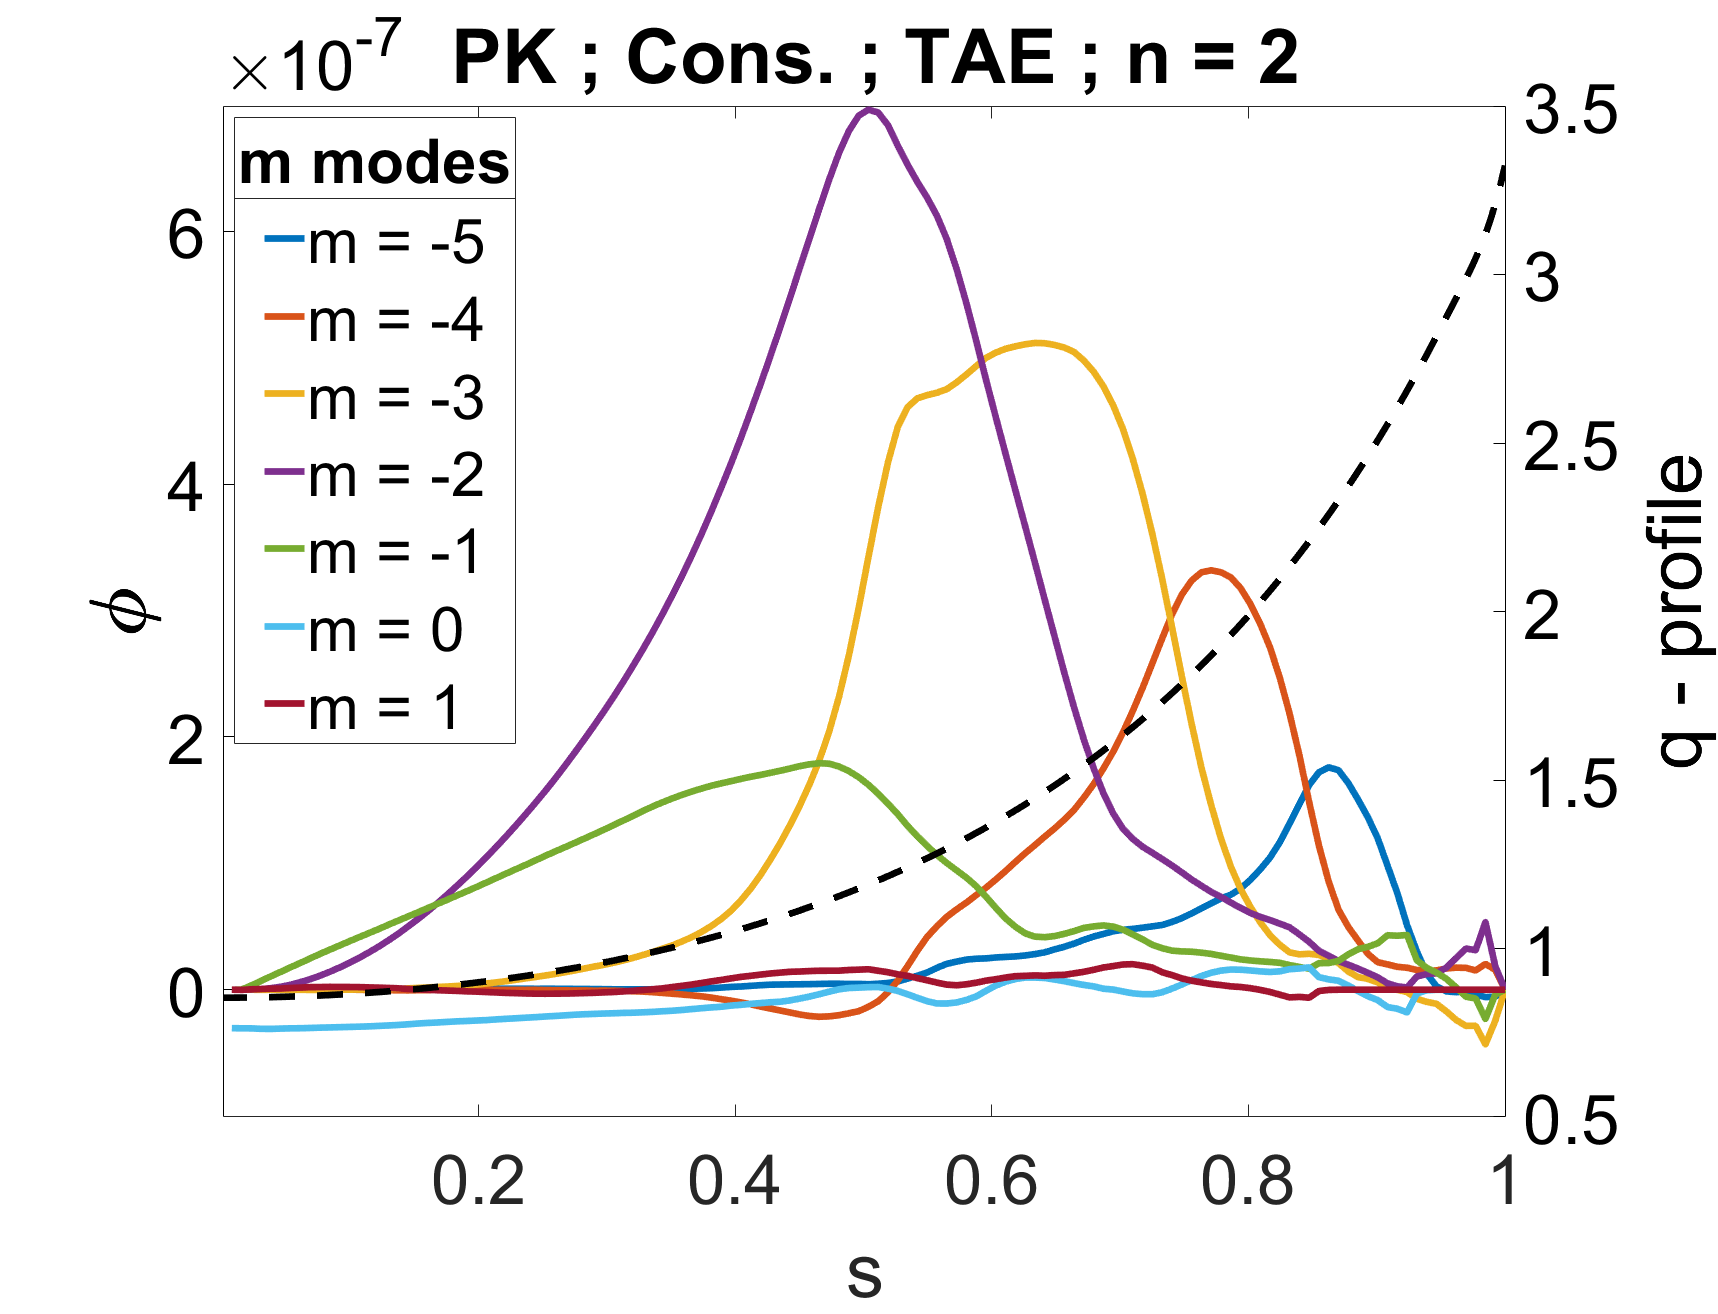 ×10-7
PK ; Cons. ; TAE ; n = 2
m modes
m = -5
m = -4
m = -3
m = -2
m = -1
m = 0
m = 1
6
4
2
0
ϕ
3.5
3
2.5
2
1.5
1
0.5
q - profile
0.2 0.4 0.6 0.8 1
s